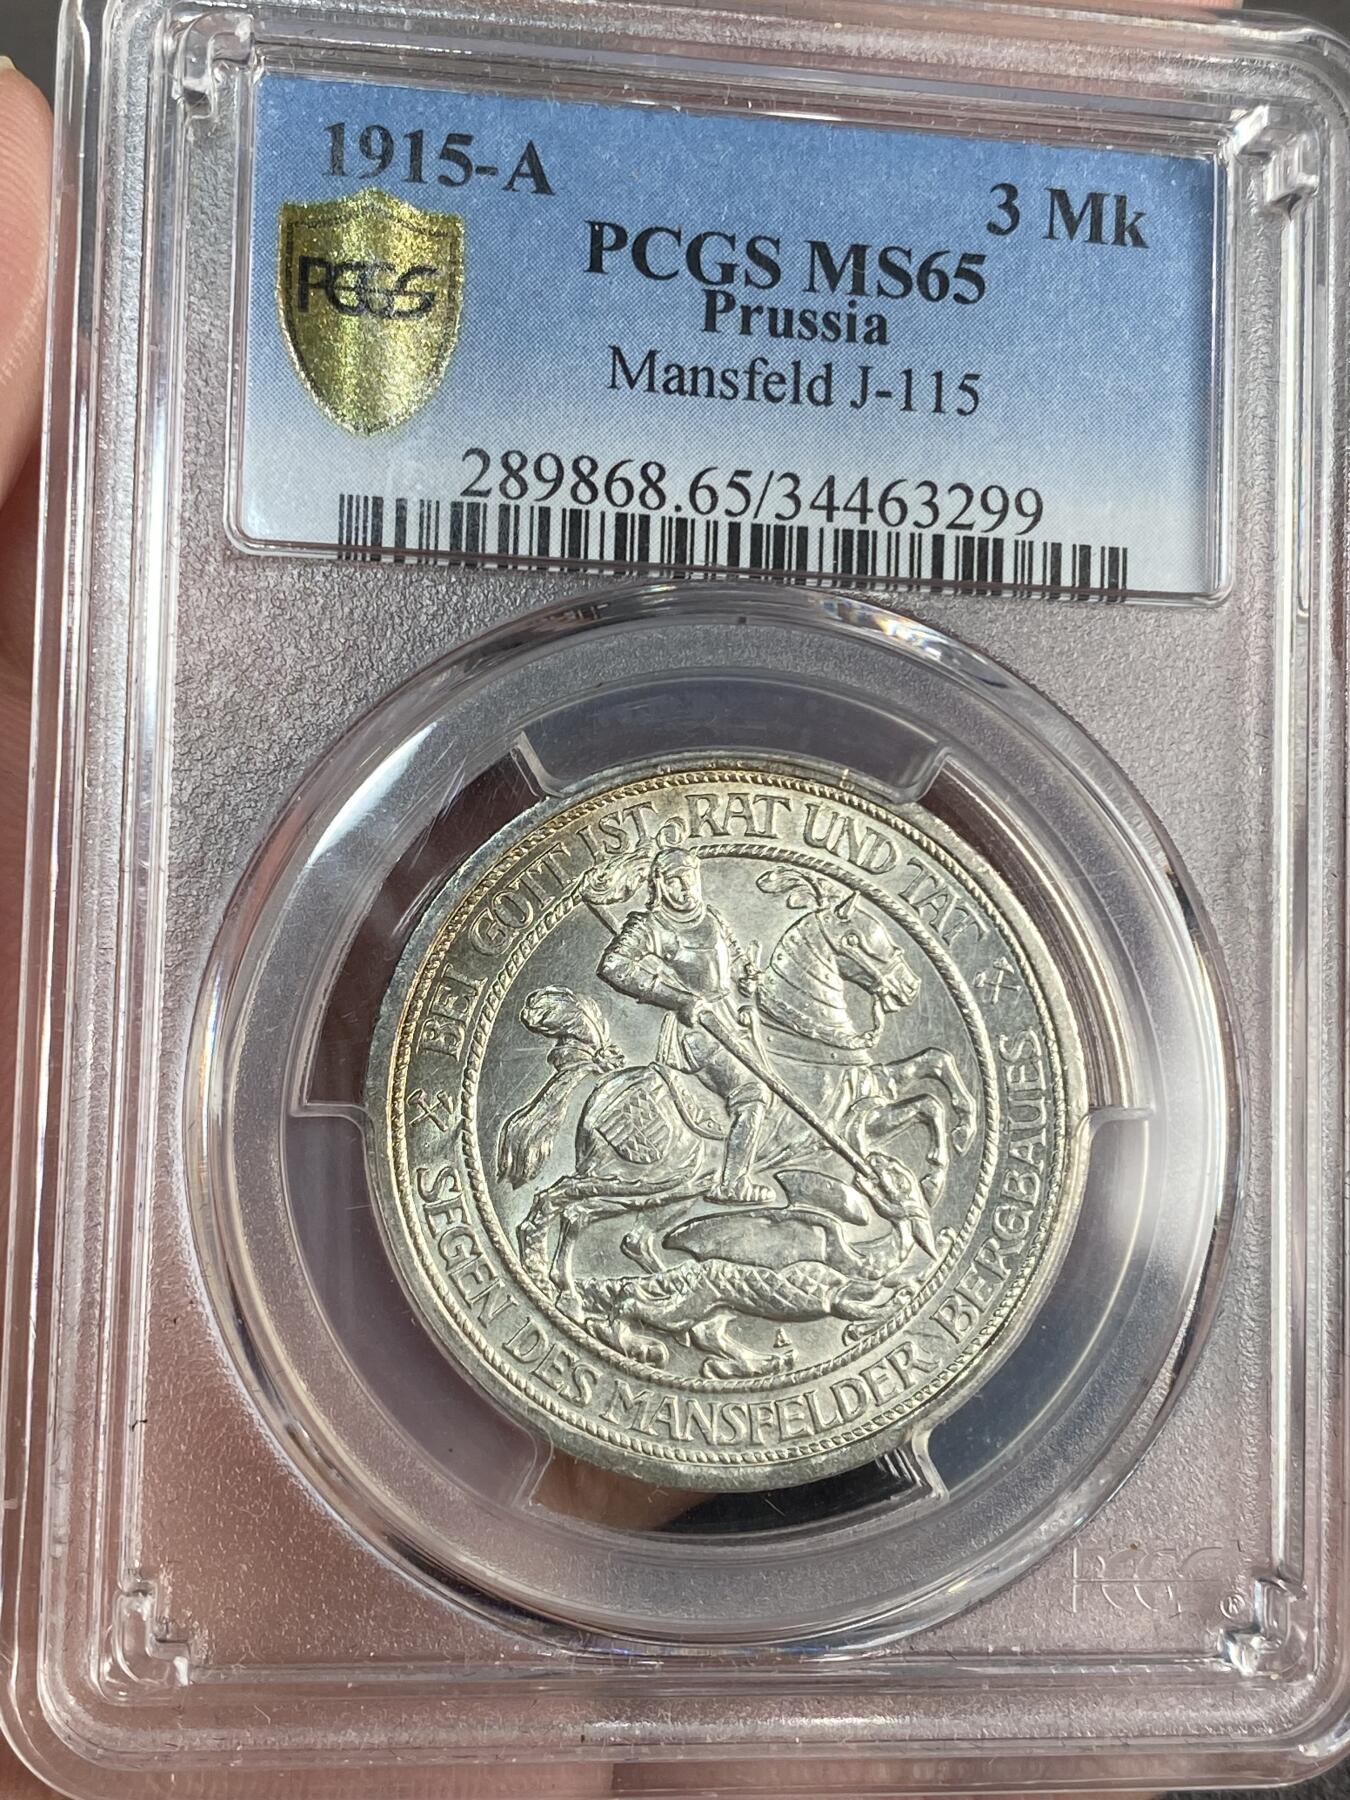 1915-A
3 Mk
PCGS
PCGS MS65
Prussia
Mansfeld J-115
289868.65/34463299
BEI GOTT IST RAT UND TAT
SEGEN DES MANSFELDER BERGBAUES
A
PCGS®